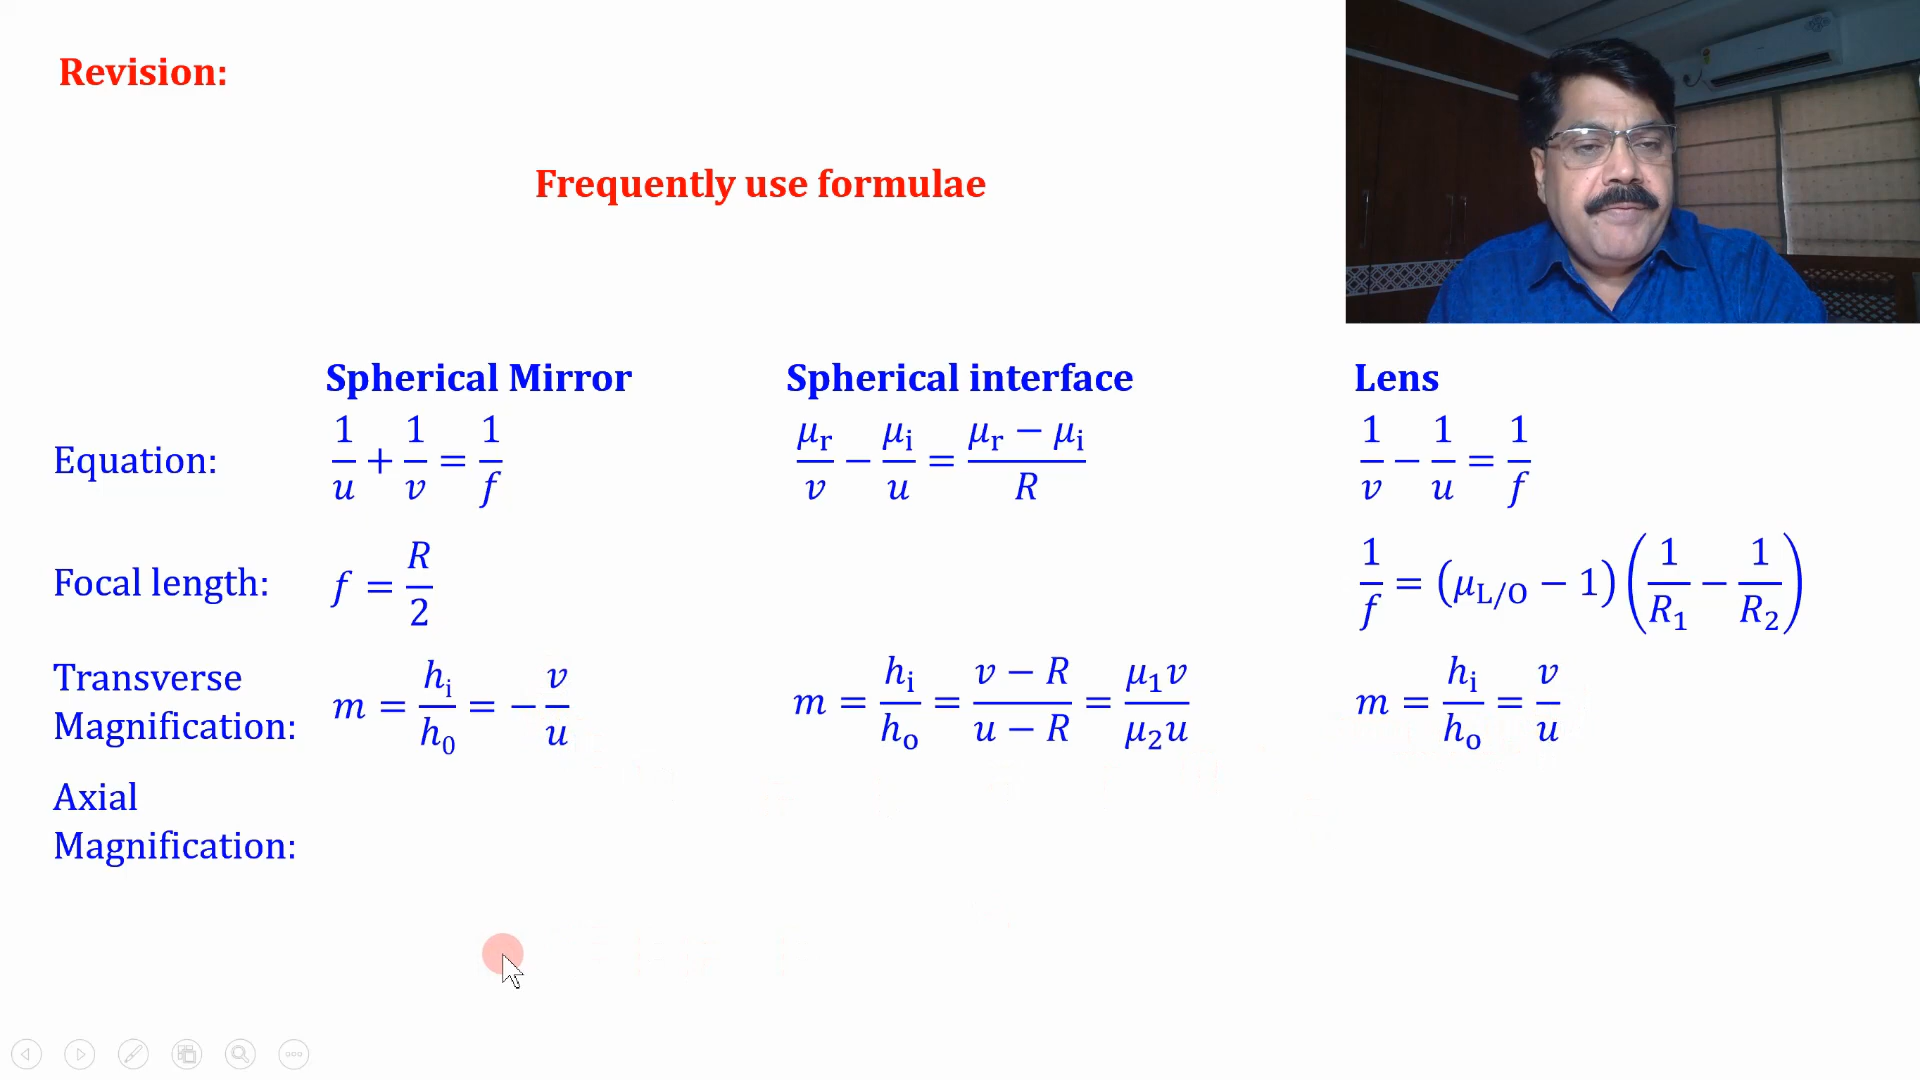 Revision:
Frequently use formulae
Spherical Mirror Spherical interface Lens
Equation: 1/u + 1/v = 1/f μr/v − μi/u = (μr − μi)/R 1/v − 1/u = 1/f
Focal length: f = R/2 1/f = (μL/O − 1)(1/R₁ − 1/R₂)
Transverse
Magnification: m = hi/h₀ = −v/u m = hi/ho = (v − R)/(u − R) = μ₁v/μ₂u m = hi/ho = v/u
Axial
Magnification: